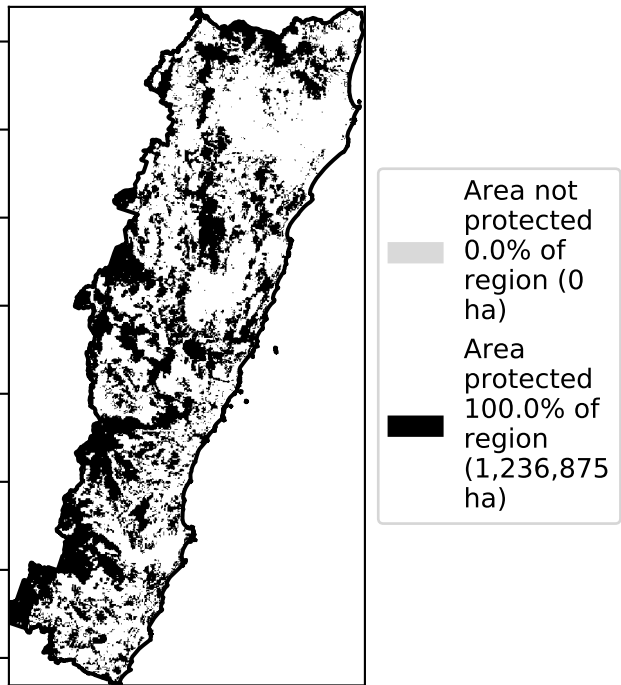 Area not
protected
0.0% of
region (0
ha)
Area
protected
100.0% of
region
(1,236,875
ha)